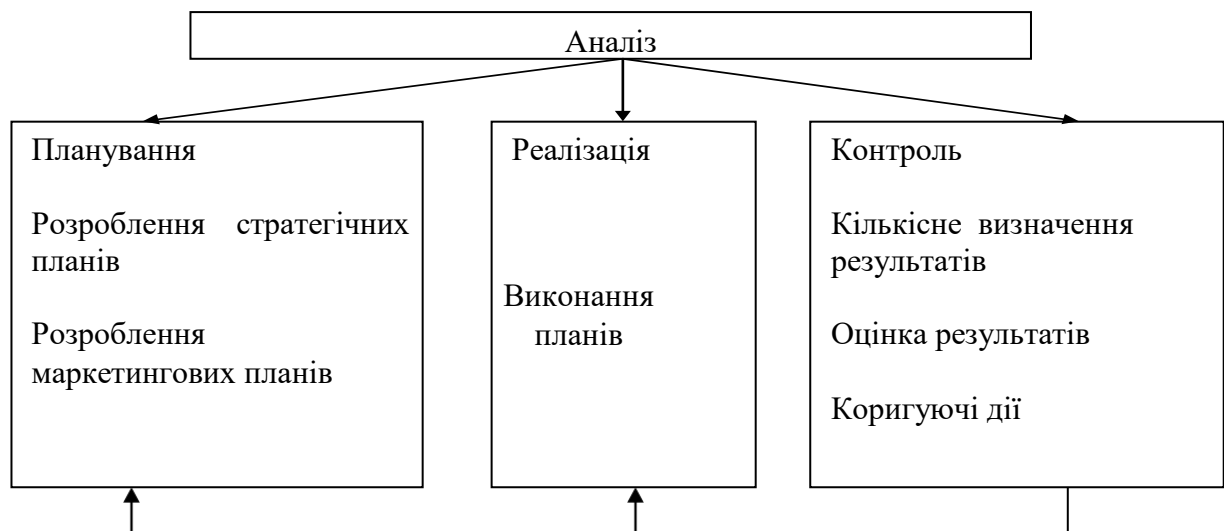 Аналіз
Планування
Розроблення стратегічних
планів
Розроблення
маркетингових планів
Реалізація
Виконання
планів
Контроль
Кількісне визначення
результатів
Оцінка результатів
Коригуючі дії